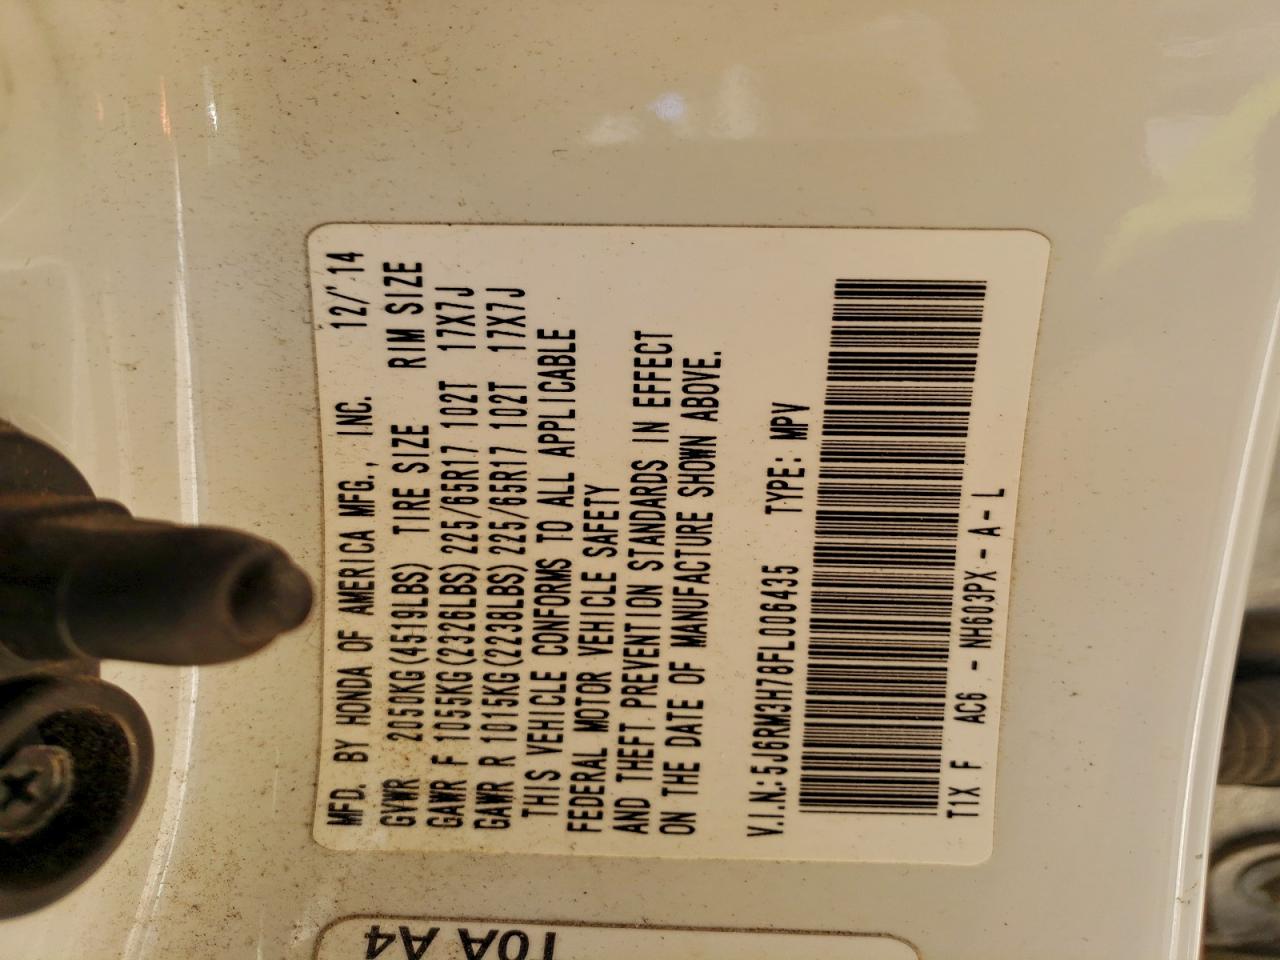 MFD. BY HONDA OF AMERICA MFG., INC. 12/'14
GVWR 2050KG(4519LBS) TIRE SIZE RIM SIZE
GAWR F 1055KG(2326LBS) 225/65R17 102T 17X7J
GAWR R 1015KG(2238LBS) 225/65R17 102T 17X7J
THIS VEHICLE CONFORMS TO ALL APPLICABLE
FEDERAL MOTOR VEHICLE SAFETY
AND THEFT PREVENTION STANDARDS IN EFFECT
ON THE DATE OF MANUFACTURE SHOWN ABOVE.
V.I.N.:5J6RM3H78FL006435 TYPE: MPV
T1X F AC6 - NH603PX - A - L
T0A A4